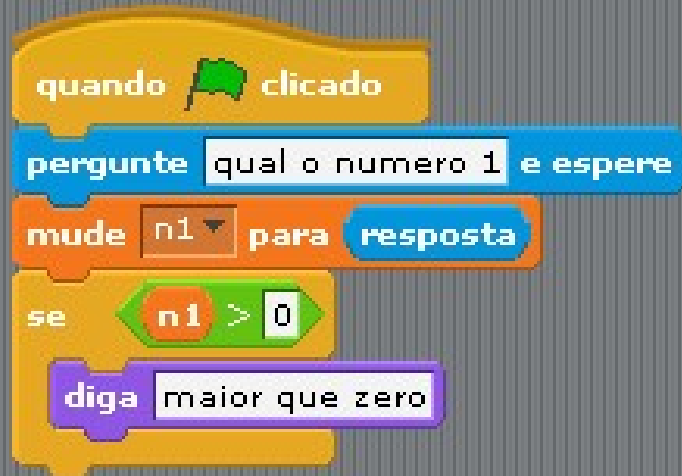 quando clicado
pergunte qual o numero 1 e espere
mude n1 para resposta
se n1 > 0
diga maior que zero